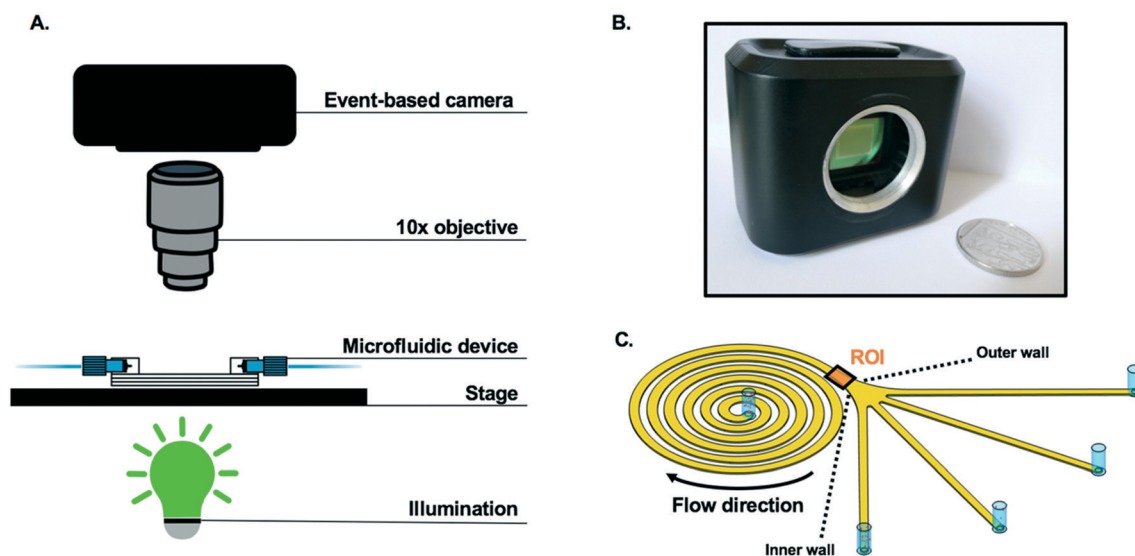 A.
Event-based camera
10x objective
Microfluidic device
Stage
Illumination
B.
C.
ROI
Outer wall
Flow direction
Inner wall